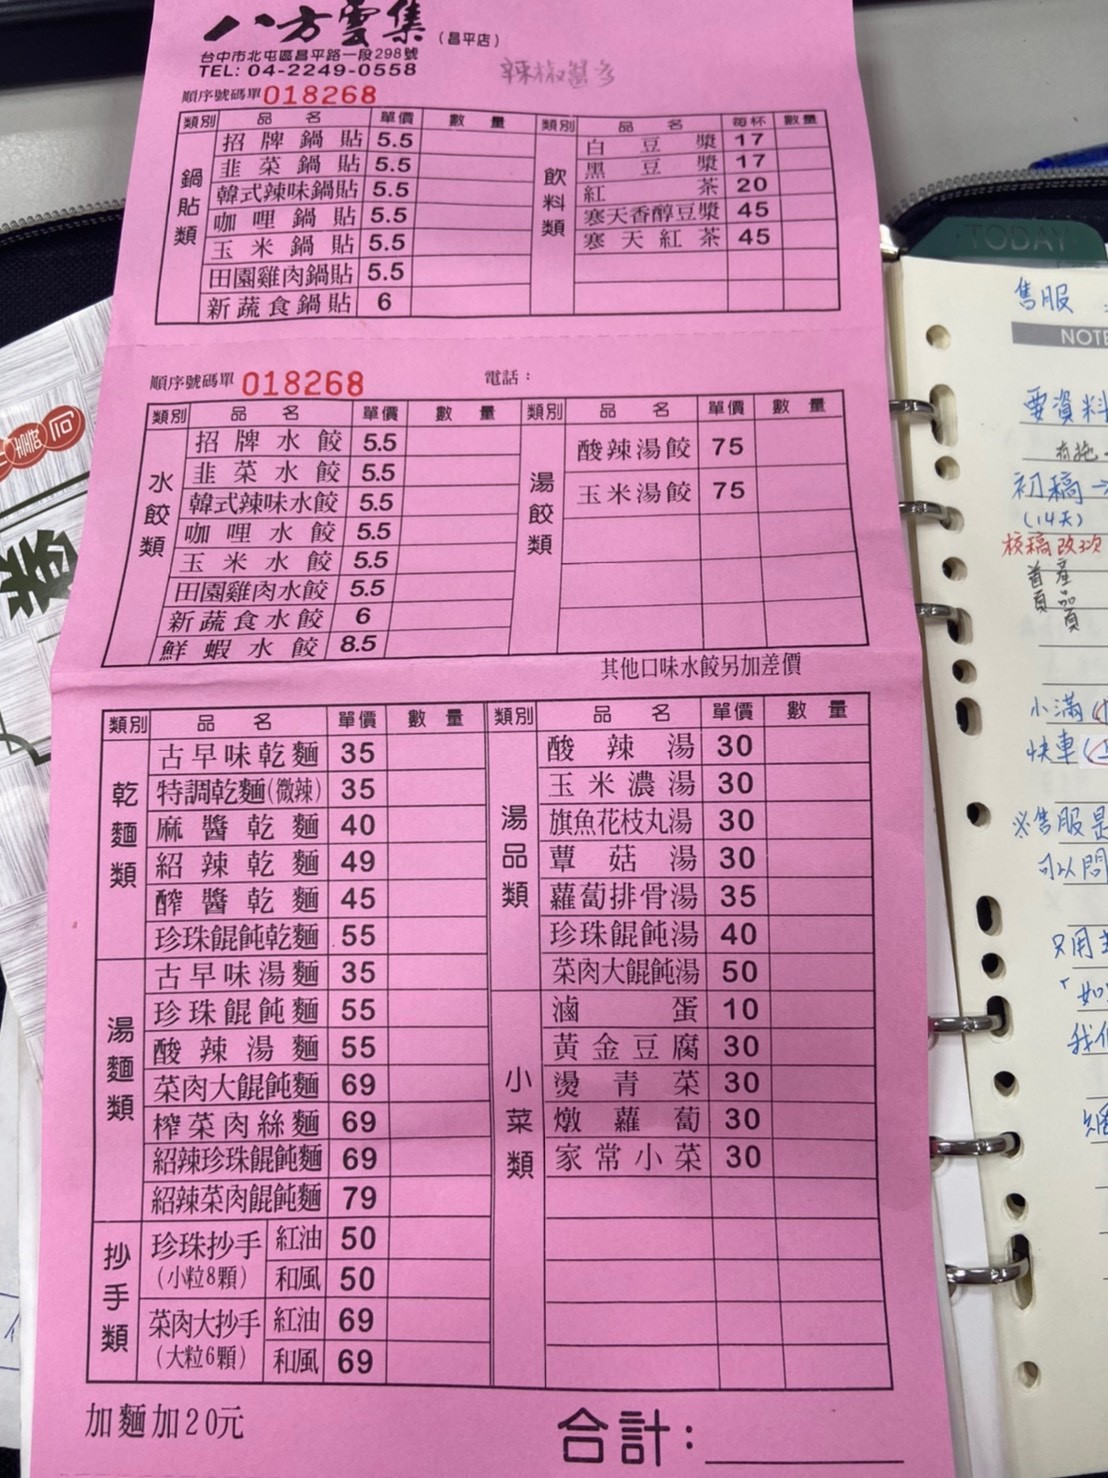 八方雲集(昌平店)
台中市北屯區昌平路一段298號
TEL: 04-2249-0558
順序號碼單 018268
類別 品名 單價 數量 類別 品名 每杯 數量
鍋貼類
招牌鍋貼 5.5
韭菜鍋貼 5.5
韓式辣味鍋貼 5.5
咖哩鍋貼 5.5
玉米鍋貼 5.5
田園雞肉鍋貼 5.5
新蔬食鍋貼 6
飲料類
白豆漿 17
黑豆漿 17
紅茶 20
寒天香醇豆漿 45
寒天紅茶 45
順序號碼單 018268 電話：
類別 品名 單價 數量 類別 品名 單價 數量
水餃類
招牌水餃 5.5
韭菜水餃 5.5
韓式辣味水餃 5.5
咖哩水餃 5.5
玉米水餃 5.5
田園雞肉水餃 5.5
新蔬食水餃 6
鮮蝦水餃 8.5
湯餃類
酸辣湯餃 75
玉米湯餃 75
其他口味水餃另加差價
類別 品名 單價 數量 類別 品名 單價 數量
乾麵類
古早味乾麵 35
特調乾麵(微辣) 35
麻醬乾麵 40
紹辣乾麵 49
醡醬乾麵 45
珍珠餛飩乾麵 55
湯麵類
古早味湯麵 35
珍珠餛飩麵 55
酸辣湯麵 55
菜肉大餛飩麵 69
榨菜肉絲麵 69
紹辣珍珠餛飩麵 69
紹辣菜肉餛飩麵 79
抄手類
珍珠抄手 (小粒8顆) 紅油 50
和風 50
菜肉大抄手 (大粒6顆) 紅油 69
和風 69
湯品類
酸辣湯 30
玉米濃湯 30
旗魚花枝丸湯 30
蕈菇湯 30
蘿蔔排骨湯 35
珍珠餛飩湯 40
菜肉大餛飩湯 50
小菜類
滷蛋 10
黃金豆腐 30
燙青菜 30
燉蘿蔔 30
家常小菜 30
加麵加20元
合計：
TODAY
售服
NOTE
要資料
初稿→
(14天)
校稿改3次
首頁
產品頁
小滿
快車
※售服是
可以問
只用
「如
我們